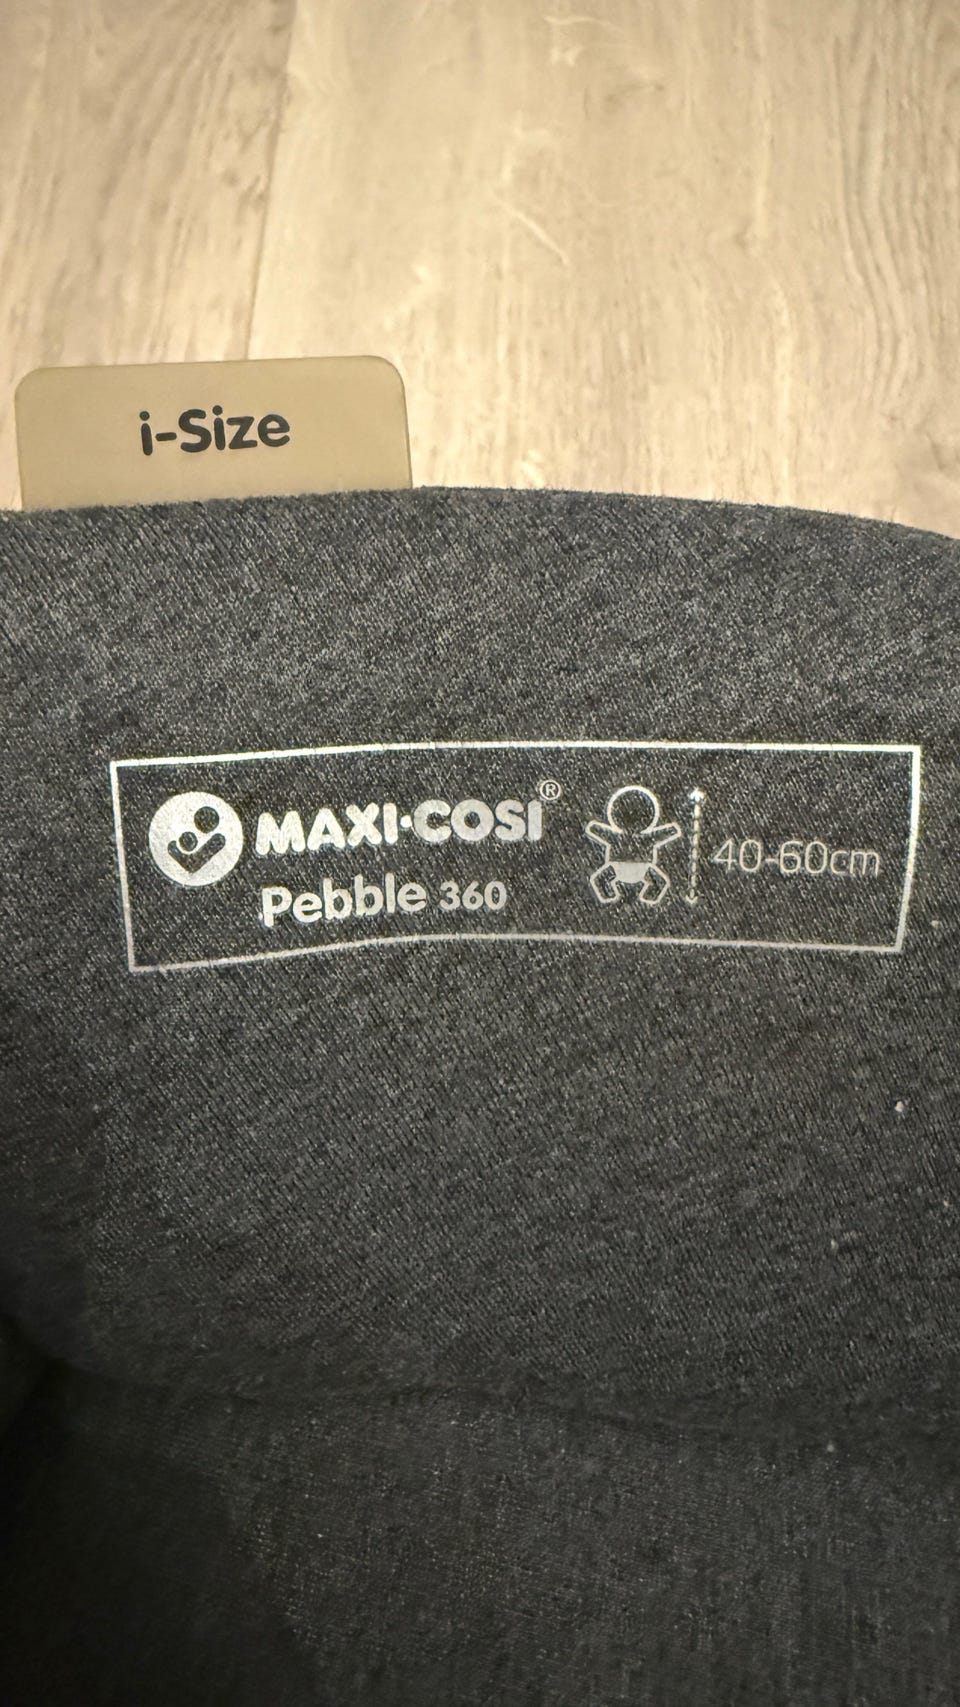 i-Size
MAXI·COSI®
Pebble 360
40-60cm